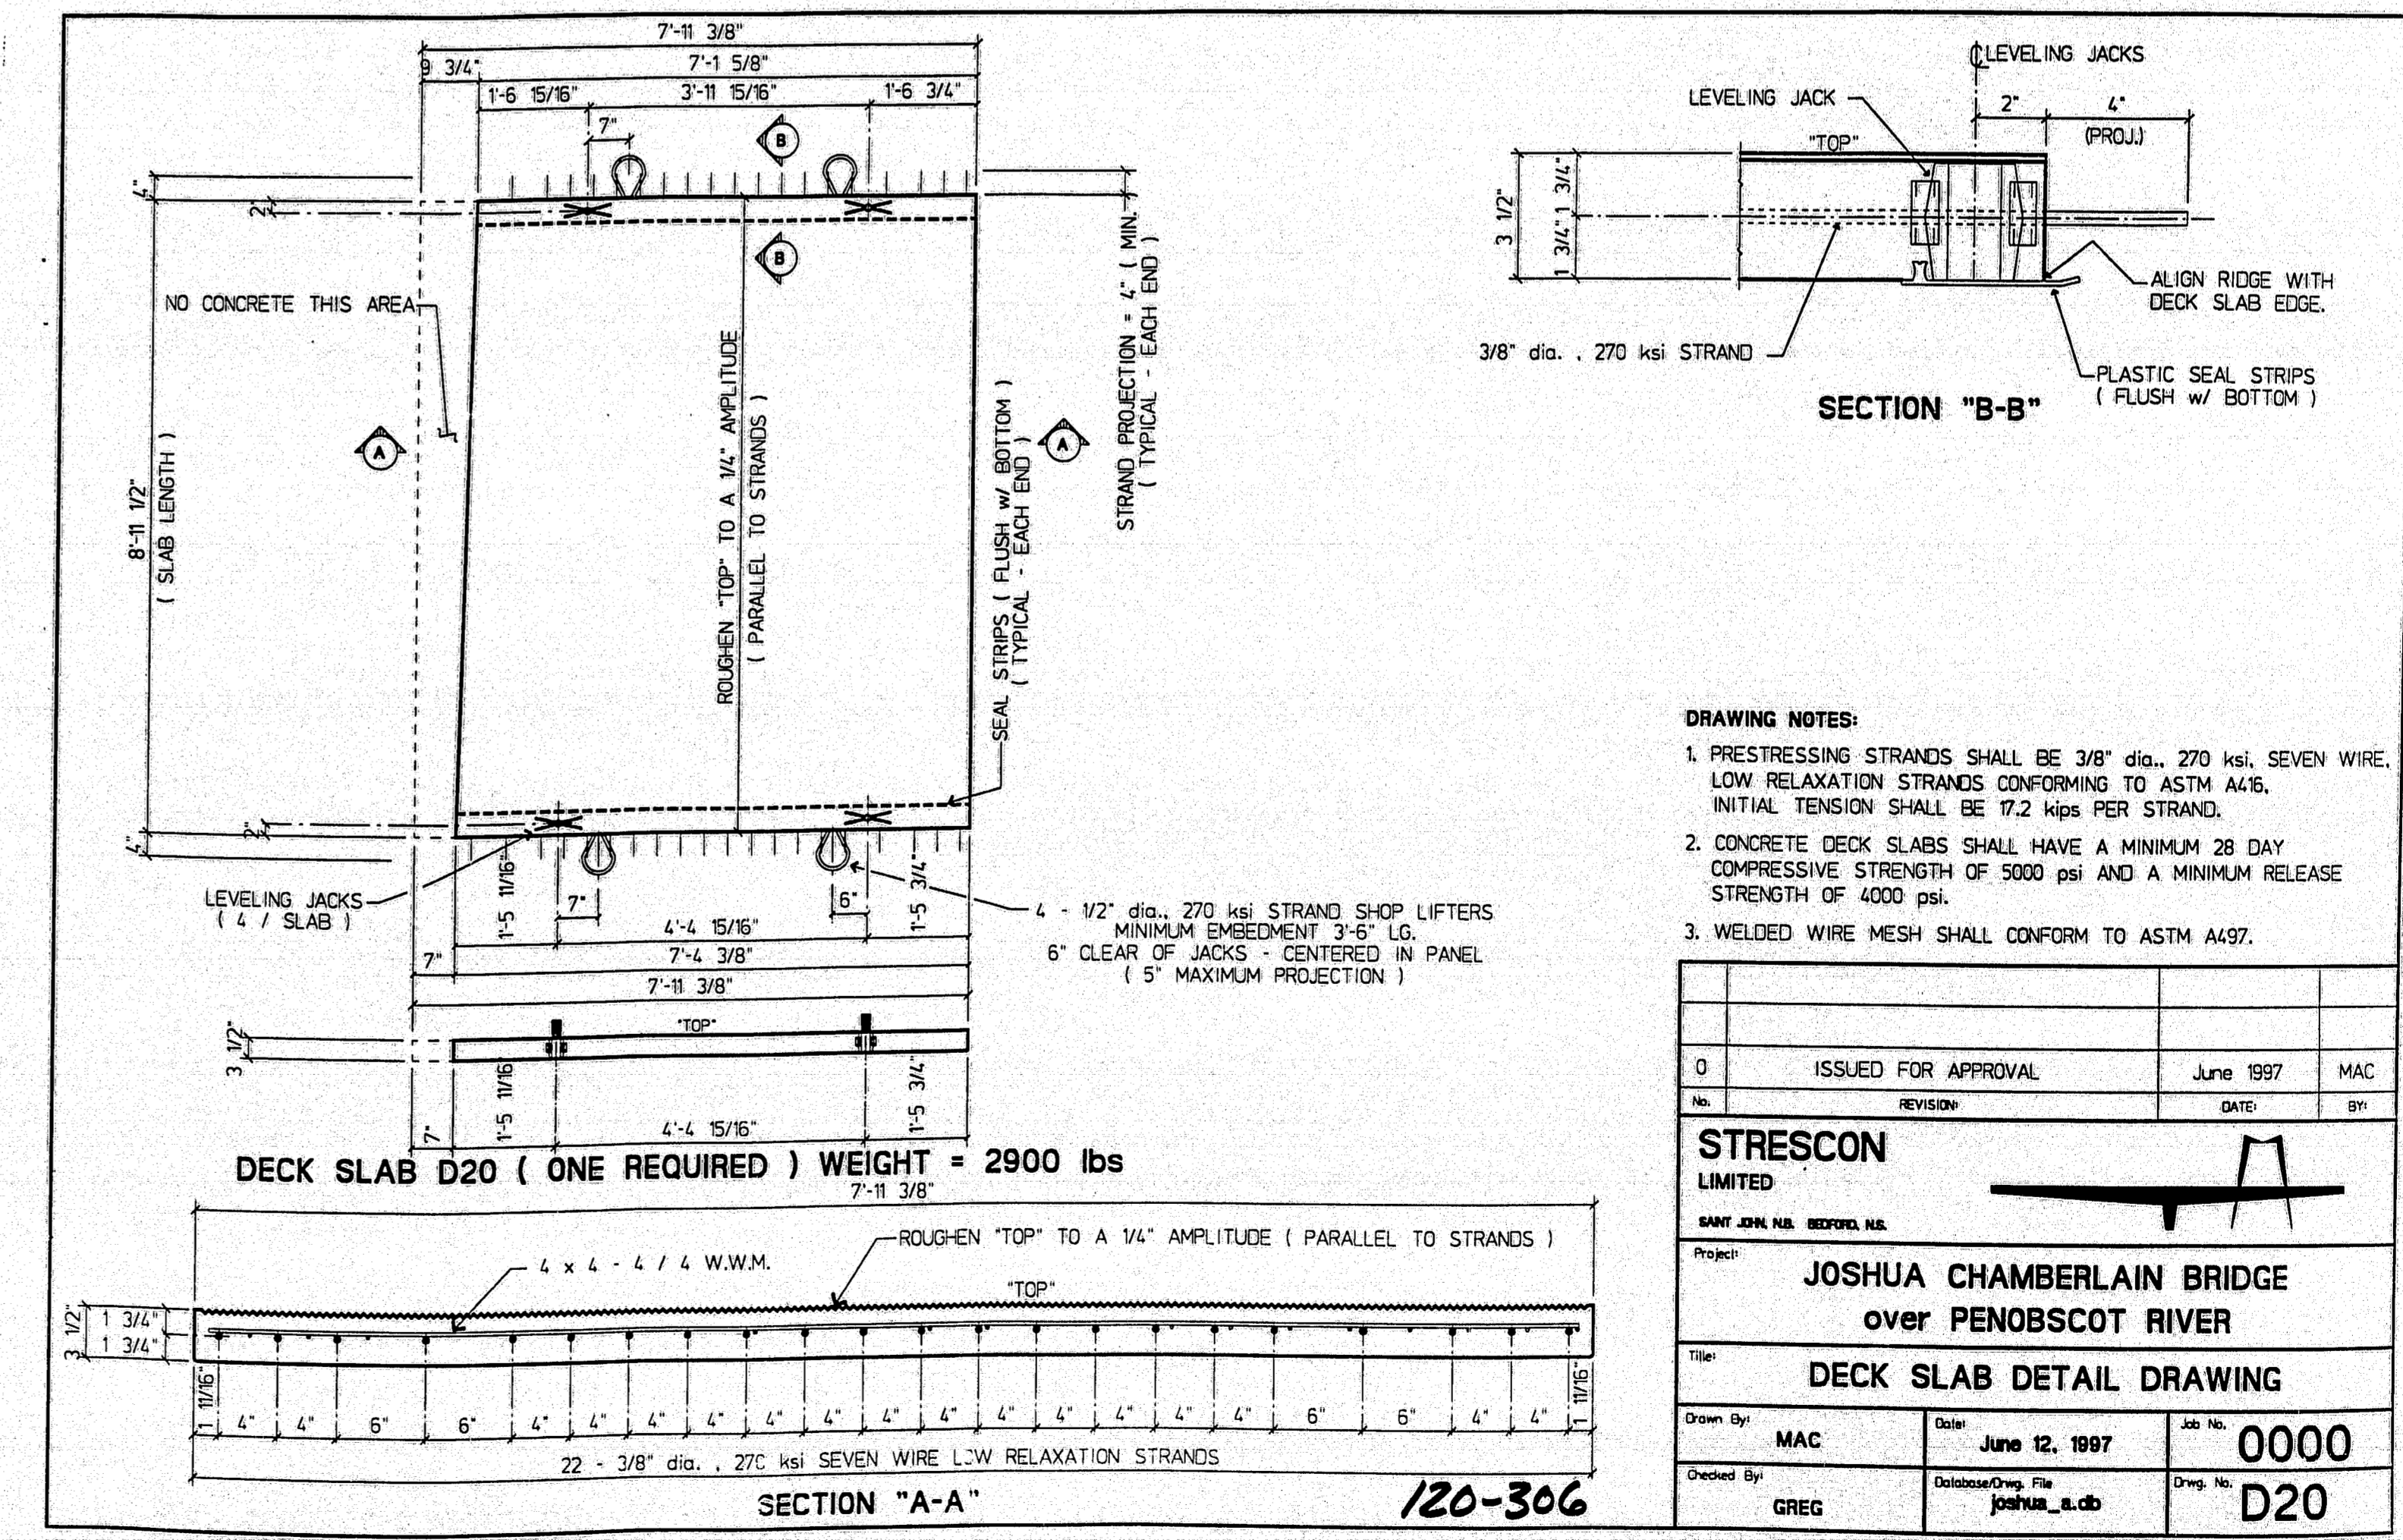 7'-11 3/8"
9 3/4"
7'-1 5/8"
1'-6 15/16"
3'-11 15/16"
1'-6 3/4"
7"
B
4"
2"
B
NO CONCRETE THIS AREA
A
8'-11 1/2"
( SLAB LENGTH )
ROUGHEN "TOP" TO A 1/4" AMPLITUDE
( PARALLEL TO STRANDS )
SEAL STRIPS ( FLUSH w/ BOTTOM )
( TYPICAL - EACH END )
A
STRAND PROJECTION = 4" ( MIN. )
( TYPICAL - EACH END )
2"
4"
LEVELING JACKS
( 4 / SLAB )
1'-5 11/16"
7"
6"
1'-5 3/4"
4'-4 15/16"
7"
7'-4 3/8"
7'-11 3/8"
4 - 1/2" dia., 270 ksi STRAND SHOP LIFTERS
MINIMUM EMBEDMENT 3'-6" LG.
6" CLEAR OF JACKS - CENTERED IN PANEL
( 5" MAXIMUM PROJECTION )
3 1/2"
"TOP"
7"
1'-5 11/16"
4'-4 15/16"
1'-5 3/4"
DECK SLAB D20 ( ONE REQUIRED ) WEIGHT = 2900 lbs
7'-11 3/8"
4 x 4 - 4 / 4 W.W.M.
ROUGHEN "TOP" TO A 1/4" AMPLITUDE ( PARALLEL TO STRANDS )
"TOP"
3 1/2"
1 3/4"
1 3/4"
1 11/16"
4" 4" 6" 6" 4" 4" 4" 4" 4" 4" 4" 4" 4" 4" 4" 4" 6" 6" 4" 4"
1 11/16"
22 - 3/8" dia. , 270 ksi SEVEN WIRE LOW RELAXATION STRANDS
SECTION "A-A"
120-306
℄ LEVELING JACKS
LEVELING JACK
2"
4"
(PROJ.)
"TOP"
3 1/2"
1 3/4"
1 3/4"
ALIGN RIDGE WITH
DECK SLAB EDGE.
3/8" dia. , 270 ksi STRAND
PLASTIC SEAL STRIPS
( FLUSH w/ BOTTOM )
SECTION "B-B"
DRAWING NOTES:
1. PRESTRESSING STRANDS SHALL BE 3/8" dia., 270 ksi, SEVEN WIRE,
LOW RELAXATION STRANDS CONFORMING TO ASTM A416.
INITIAL TENSION SHALL BE 17.2 kips PER STRAND.
2. CONCRETE DECK SLABS SHALL HAVE A MINIMUM 28 DAY
COMPRESSIVE STRENGTH OF 5000 psi AND A MINIMUM RELEASE
STRENGTH OF 4000 psi.
3. WELDED WIRE MESH SHALL CONFORM TO ASTM A497.
0 ISSUED FOR APPROVAL June 1997 MAC
No. REVISION: DATE: BY:
STRESCON
LIMITED
SAINT JOHN, N.B. BEDFORD, N.S.
Project:
JOSHUA CHAMBERLAIN BRIDGE
over PENOBSCOT RIVER
Title:
DECK SLAB DETAIL DRAWING
Drawn By: MAC
Date: June 12, 1997
Job No. 0000
Checked By: GREG
Database/Drwg. File joshua_a.db
Drwg. No. D20